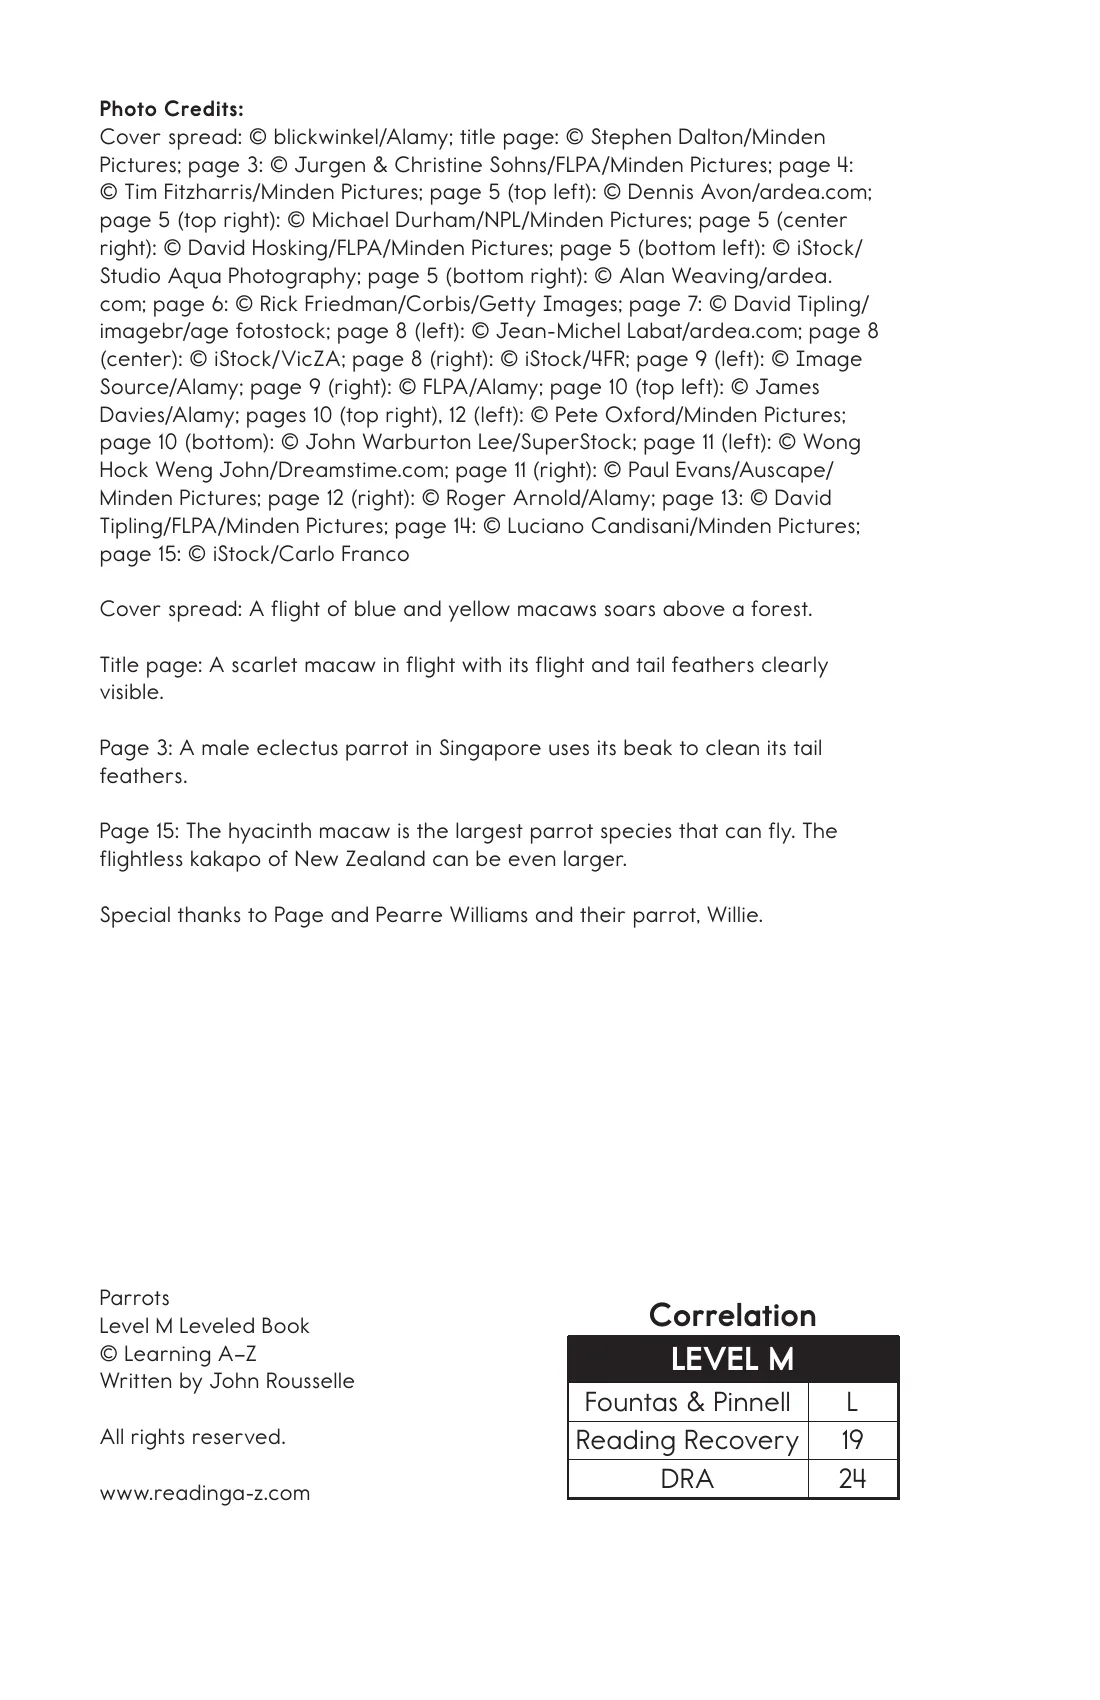 Photo Credits:
Cover spread: © blickwinkel/Alamy; title page: © Stephen Dalton/Minden
Pictures; page 3: © Jurgen & Christine Sohns/FLPA/Minden Pictures; page 4:
© Tim Fitzharris/Minden Pictures; page 5 (top left): © Dennis Avon/ardea.com;
page 5 (top right): © Michael Durham/NPL/Minden Pictures; page 5 (center
right): © David Hosking/FLPA/Minden Pictures; page 5 (bottom left): © iStock/
Studio Aqua Photography; page 5 (bottom right): © Alan Weaving/ardea.
com; page 6: © Rick Friedman/Corbis/Getty Images; page 7: © David Tipling/
imagebr/age fotostock; page 8 (left): © Jean-Michel Labat/ardea.com; page 8
(center): © iStock/VicZA; page 8 (right): © iStock/4FR; page 9 (left): © Image
Source/Alamy; page 9 (right): © FLPA/Alamy; page 10 (top left): © James
Davies/Alamy; pages 10 (top right), 12 (left): © Pete Oxford/Minden Pictures;
page 10 (bottom): © John Warburton Lee/SuperStock; page 11 (left): © Wong
Hock Weng John/Dreamstime.com; page 11 (right): © Paul Evans/Auscape/
Minden Pictures; page 12 (right): © Roger Arnold/Alamy; page 13: © David
Tipling/FLPA/Minden Pictures; page 14: © Luciano Candisani/Minden Pictures;
page 15: © iStock/Carlo Franco
Cover spread: A flight of blue and yellow macaws soars above a forest.
Title page: A scarlet macaw in flight with its flight and tail feathers clearly
visible.
Page 3: A male eclectus parrot in Singapore uses its beak to clean its tail
feathers.
Page 15: The hyacinth macaw is the largest parrot species that can fly. The
flightless kakapo of New Zealand can be even larger.
Special thanks to Page and Pearre Williams and their parrot, Willie.
Parrots
Level M Leveled Book
© Learning A–Z
Written by John Rousselle
All rights reserved.
www.readinga-z.com
Correlation
LEVEL M
Fountas & Pinnell L
Reading Recovery 19
DRA 24